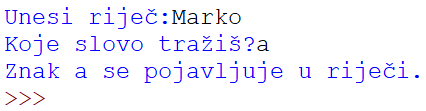 Unesi riječ:Marko
Koje slovo tražiš?a
Znak a se pojavljuje u riječi.
>>>